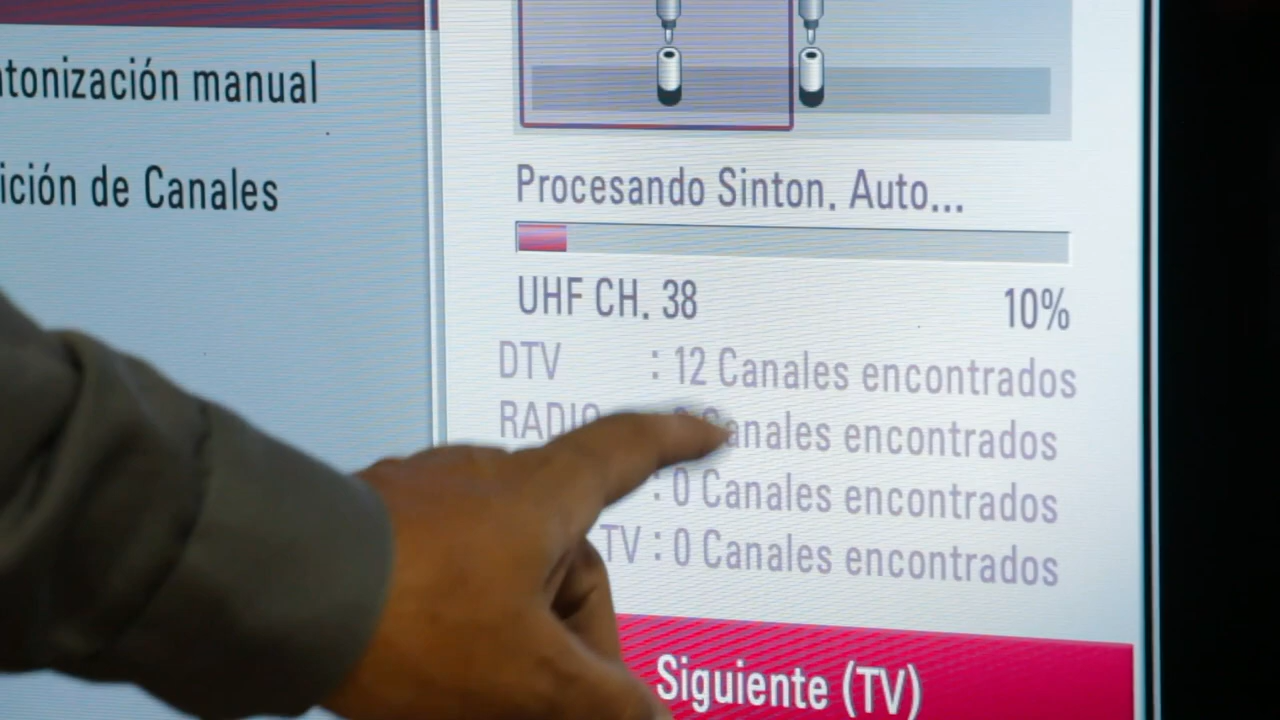 tonización manual
ición de Canales
Procesando Sinton. Auto...
UHF CH. 38 10%
DTV : 12 Canales encontrados
RADIO Canales encontrados
: 0 Canales encontrados
TV : 0 Canales encontrados
Siguiente (TV)